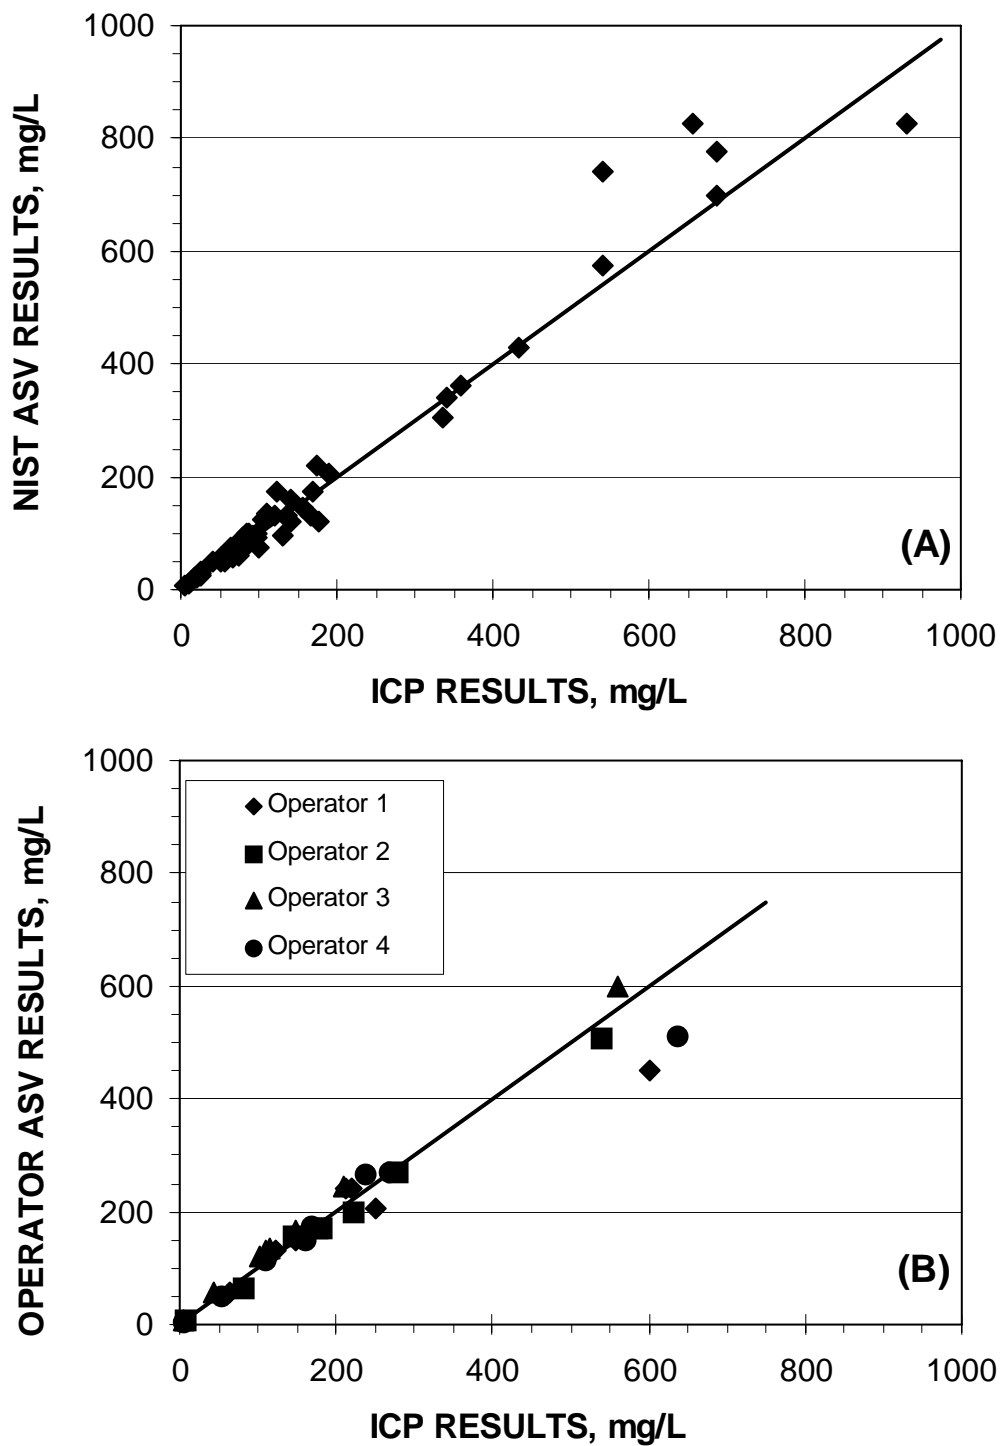 1000
800
600
400
200
0
NIST ASV RESULTS, mg/L
(A)
0 200 400 600 800 1000
ICP RESULTS, mg/L
1000
800
600
400
200
0
OPERATOR ASV RESULTS, mg/L
Operator 1
Operator 2
Operator 3
Operator 4
(B)
0 200 400 600 800 1000
ICP RESULTS, mg/L